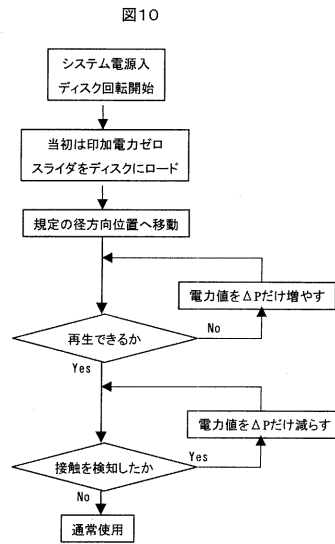 図10
システム電源入
ディスク回転開始
当初は印加電力ゼロ
スライダをディスクにロード
規定の径方向位置へ移動
電力値をΔPだけ増やす
再生できるか
No
Yes
電力値をΔPだけ減らす
接触を検知したか
Yes
No
通常使用